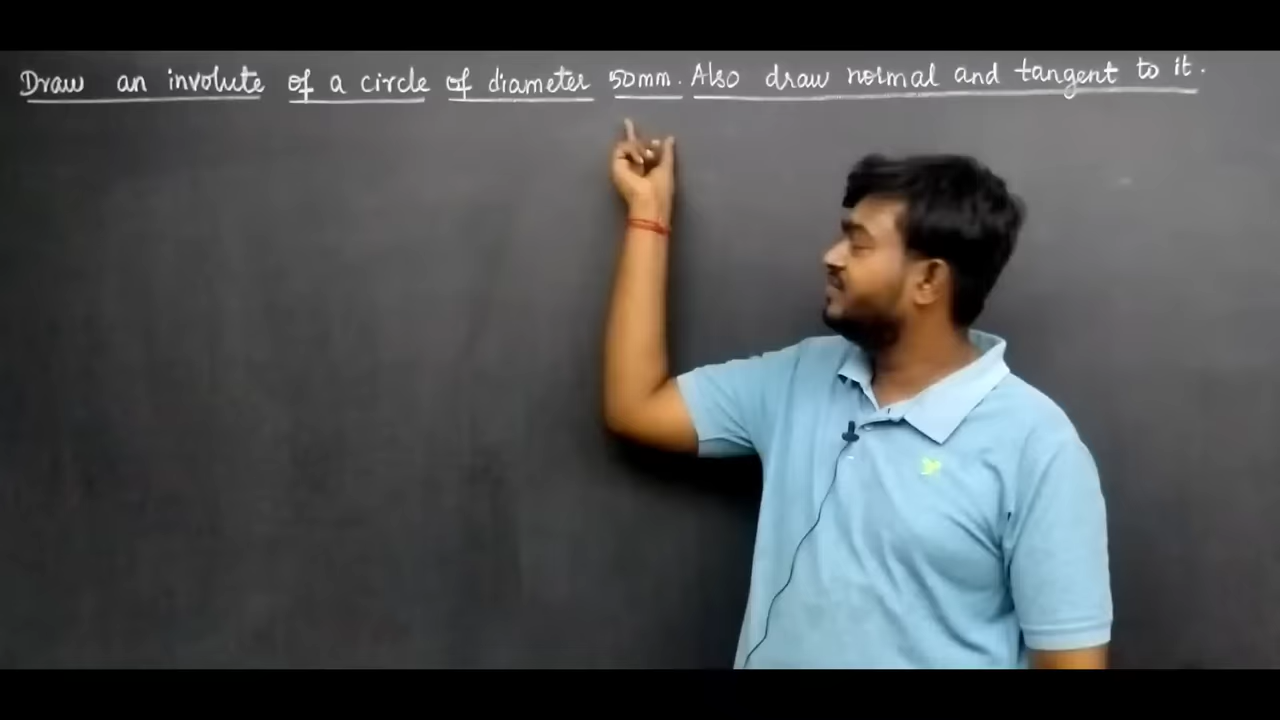 Draw an involute of a circle of diameter 50mm. Also draw normal and tangent to it.